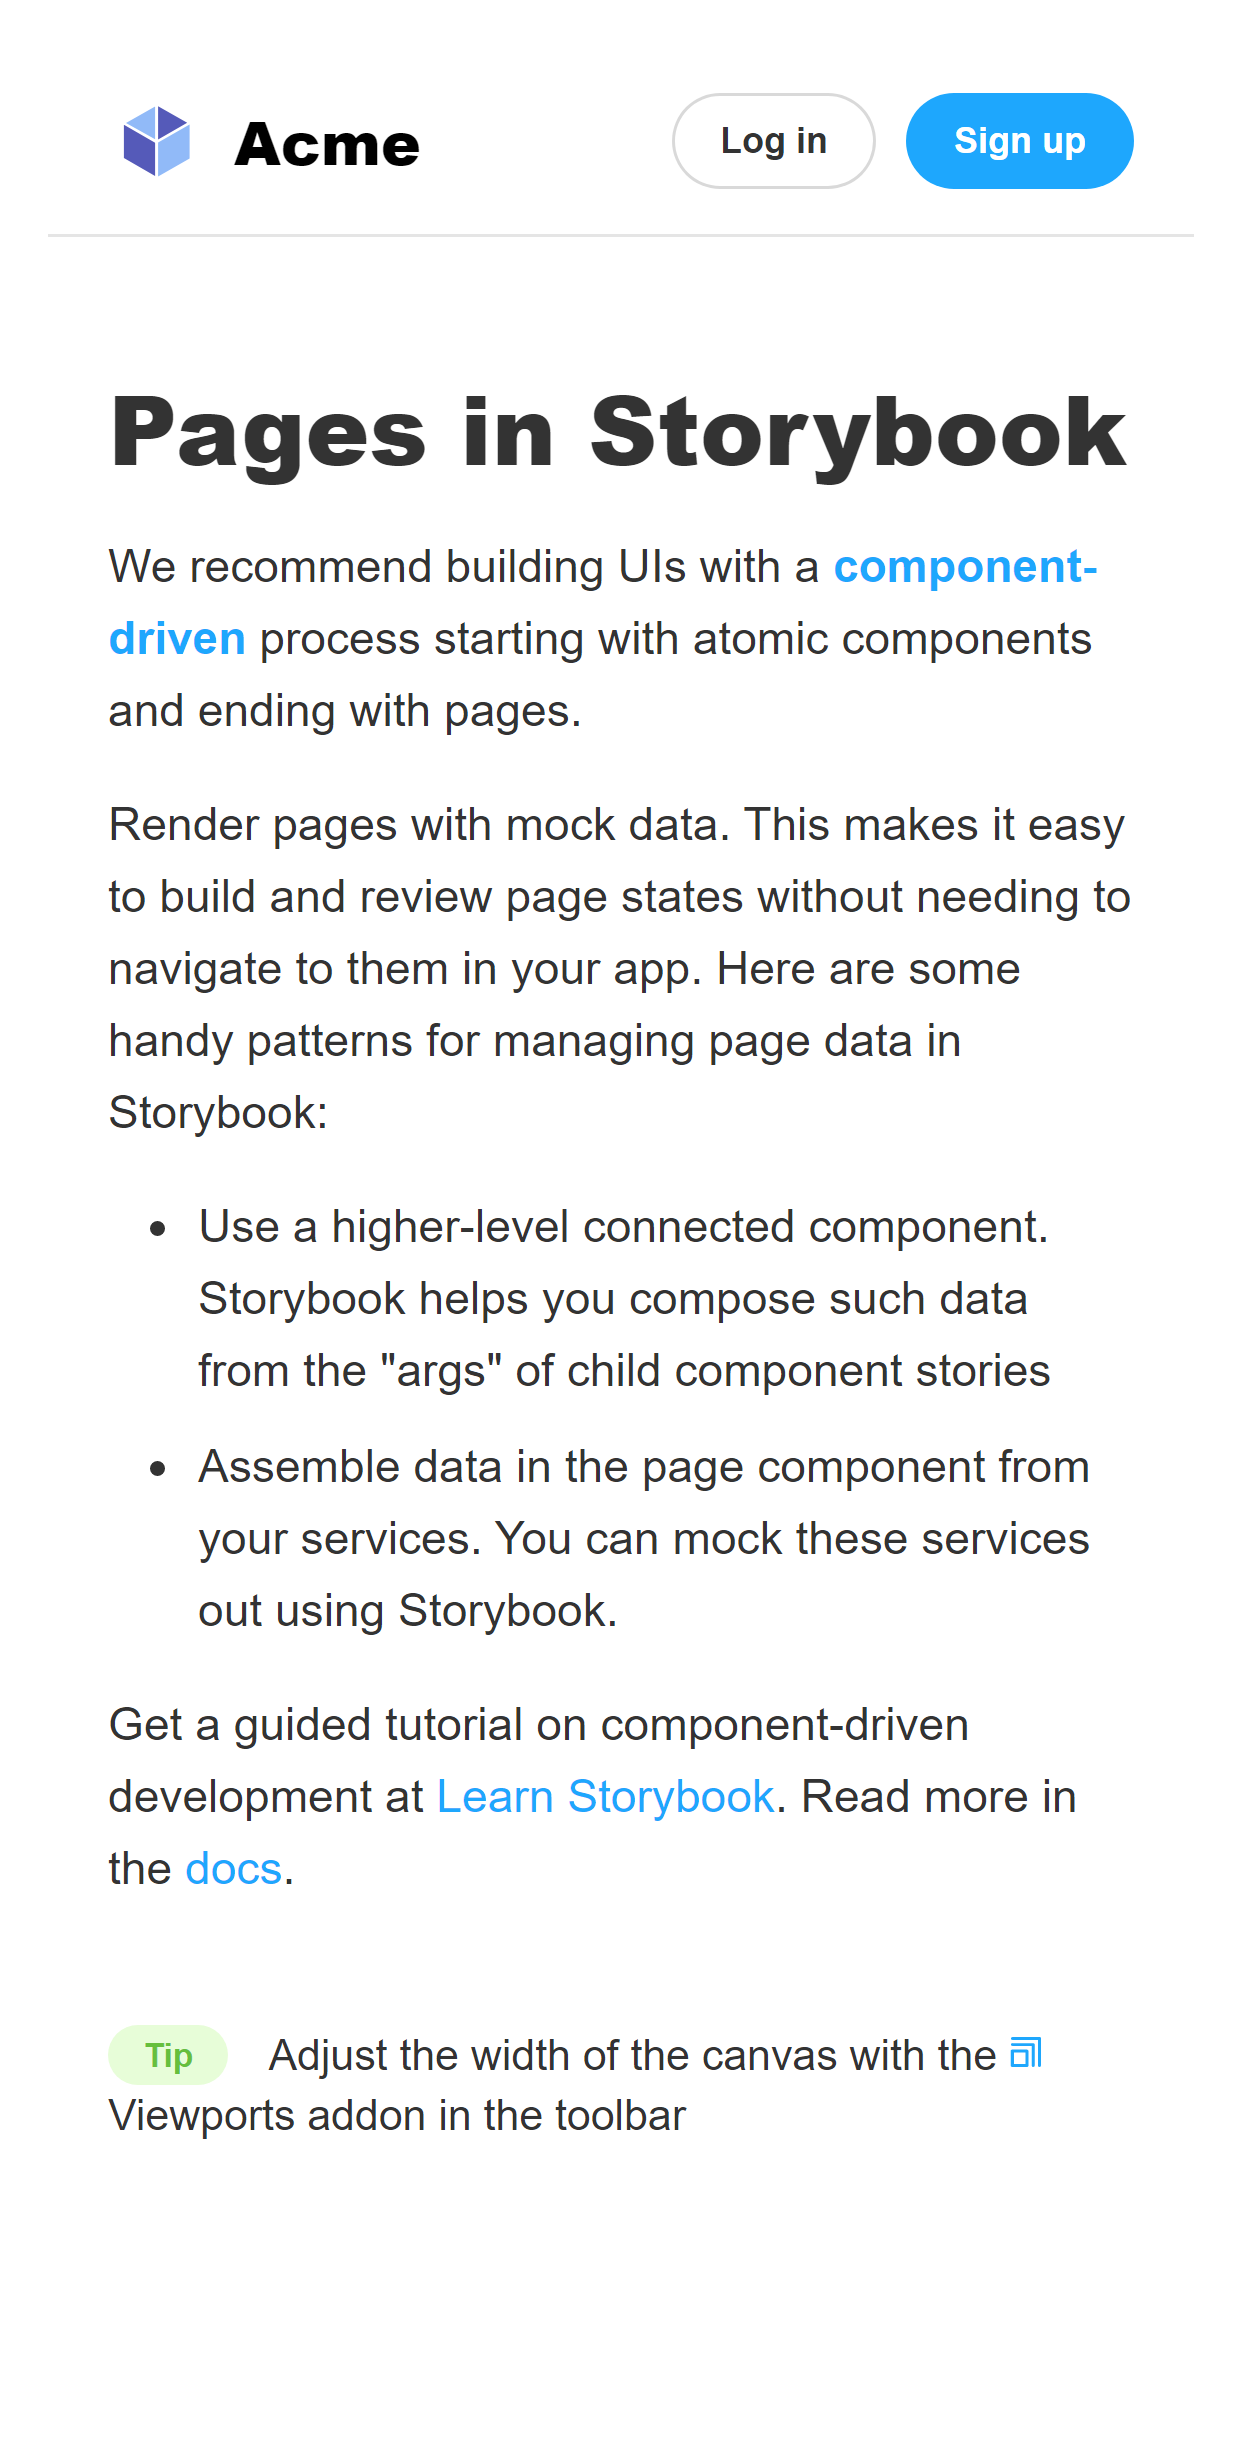 Acme
Log in
Sign up
Pages in Storybook
We recommend building UIs with a component-
driven process starting with atomic components
and ending with pages.
Render pages with mock data. This makes it easy
to build and review page states without needing to
navigate to them in your app. Here are some
handy patterns for managing page data in
Storybook:
Use a higher-level connected component.
Storybook helps you compose such data
from the "args" of child component stories
Assemble data in the page component from
your services. You can mock these services
out using Storybook.
Get a guided tutorial on component-driven
development at Learn Storybook. Read more in
the docs.
Tip Adjust the width of the canvas with the
Viewports addon in the toolbar